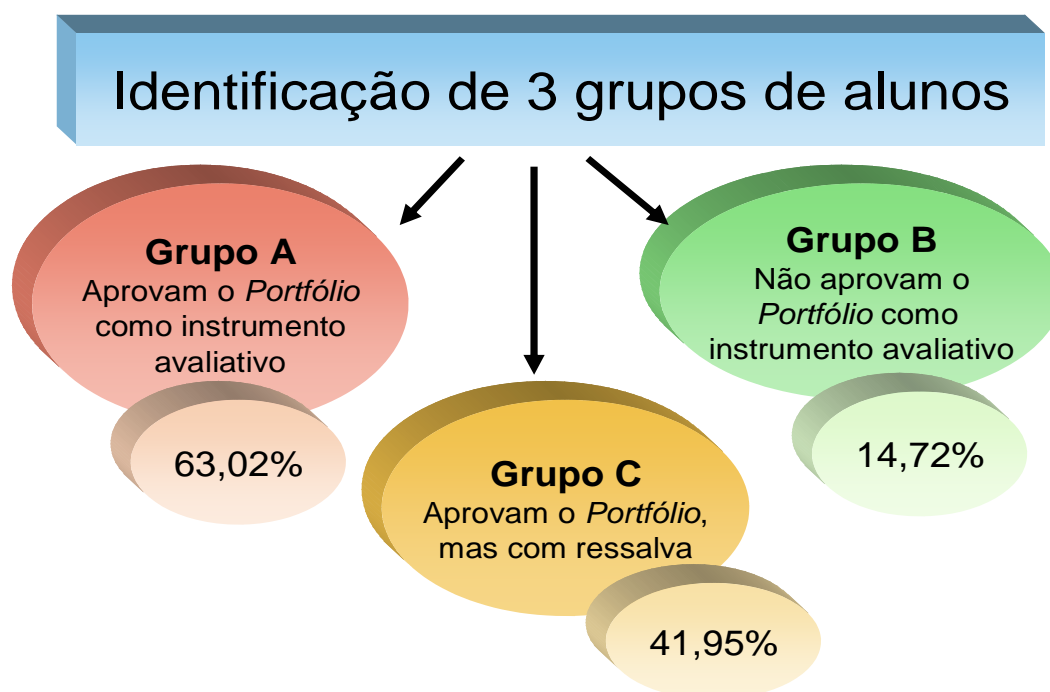 Identificação de 3 grupos de alunos
Grupo A
Aprovam o Portfólio
como instrumento
avaliativo
63,02%
Grupo B
Não aprovam o
Portfólio como
instrumento avaliativo
14,72%
Grupo C
Aprovam o Portfólio,
mas com ressalva
41,95%